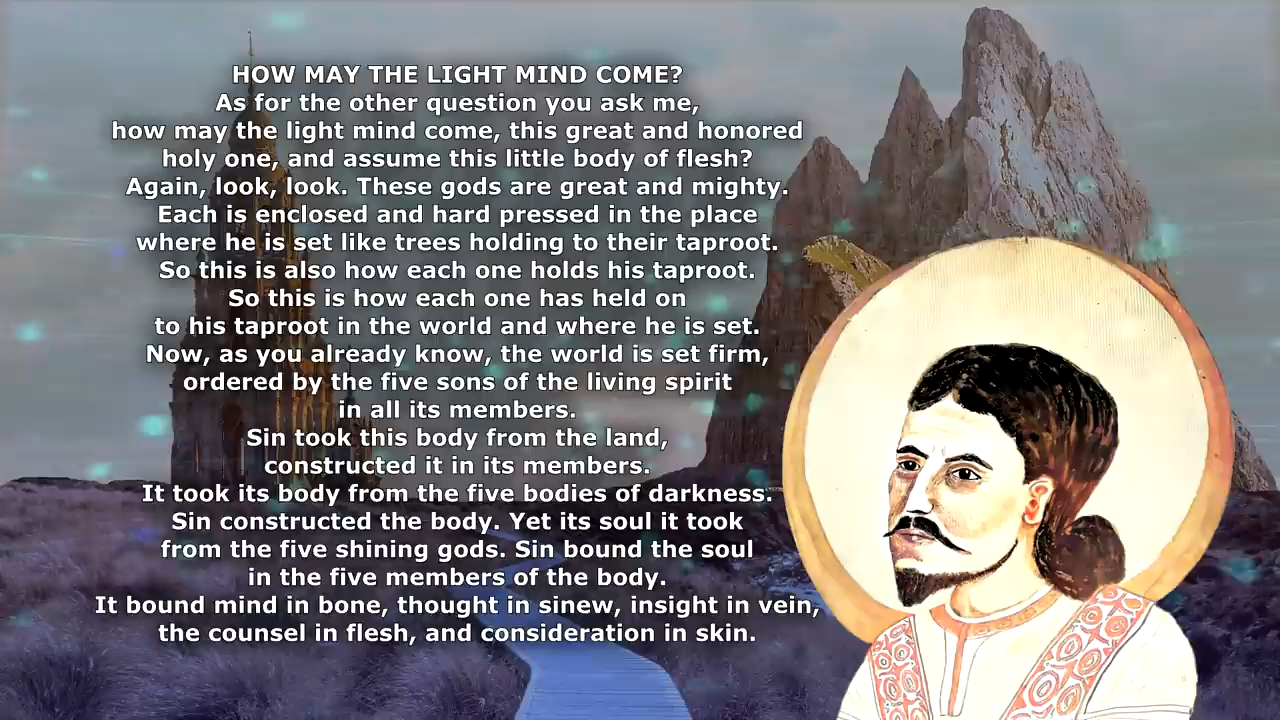 HOW MAY THE LIGHT MIND COME?
As for the other question you ask me,
how may the light mind come, this great and honored
holy one, and assume this little body of flesh?
Again, look, look. These gods are great and mighty.
Each is enclosed and hard pressed in the place
where he is set like trees holding to their taproot.
So this is also how each one holds his taproot.
So this is how each one has held on
to his taproot in the world and where he is set.
Now, as you already know, the world is set firm,
ordered by the five sons of the living spirit
in all its members.
Sin took this body from the land,
constructed it in its members.
It took its body from the five bodies of darkness.
Sin constructed the body. Yet its soul it took
from the five shining gods. Sin bound the soul
in the five members of the body.
It bound mind in bone, thought in sinew, insight in vein,
the counsel in flesh, and consideration in skin.